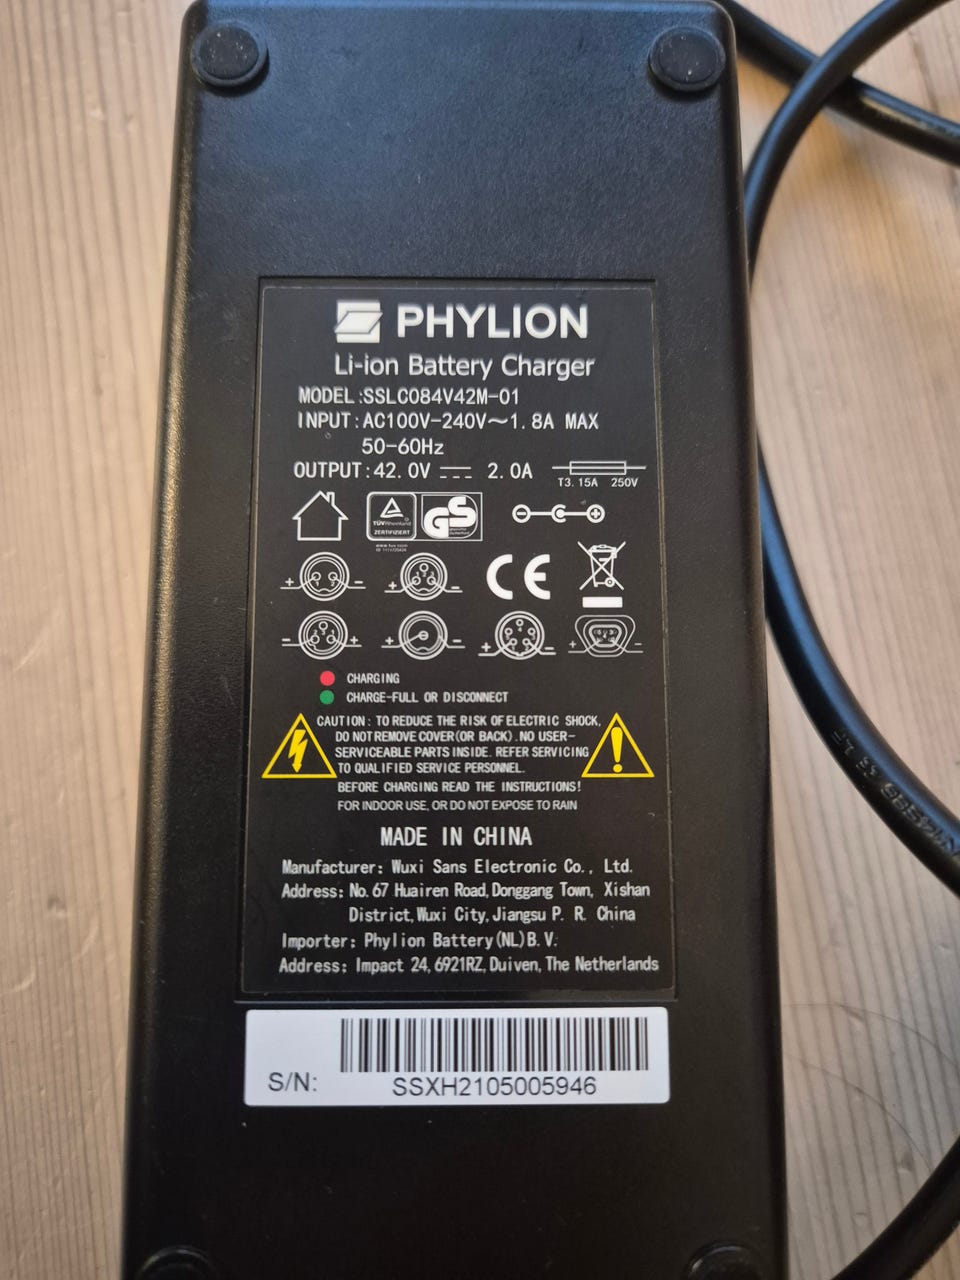 PHYLION
Li-ion Battery Charger
MODEL:SSLC084V42M-01
INPUT:AC100V-240V~1.8A MAX
50-60Hz
OUTPUT:42.0V 2.0A
T3.15A 250V
TÜVRheinland
ZERTIFIZIERT
GS
CE
CHARGING
CHARGE-FULL OR DISCONNECT
CAUTION: TO REDUCE THE RISK OF ELECTRIC SHOCK,
DO NOT REMOVE COVER(OR BACK).NO USER-
SERVICEABLE PARTS INSIDE. REFER SERVICING
TO QUALIFIED SERVICE PERSONNEL.
BEFORE CHARGING READ THE INSTRUCTIONS!
FOR INDOOR USE, OR DO NOT EXPOSE TO RAIN
MADE IN CHINA
Manufacturer: Wuxi Sans Electronic Co., Ltd.
Address: No.67 Huairen Road,Donggang Town, Xishan
District,Wuxi City,Jiangsu P. R. China
Importer: Phylion Battery(NL)B.V.
Address: Impact 24,6921RZ,Duiven,The Netherlands
S/N:
SSXH2105005946